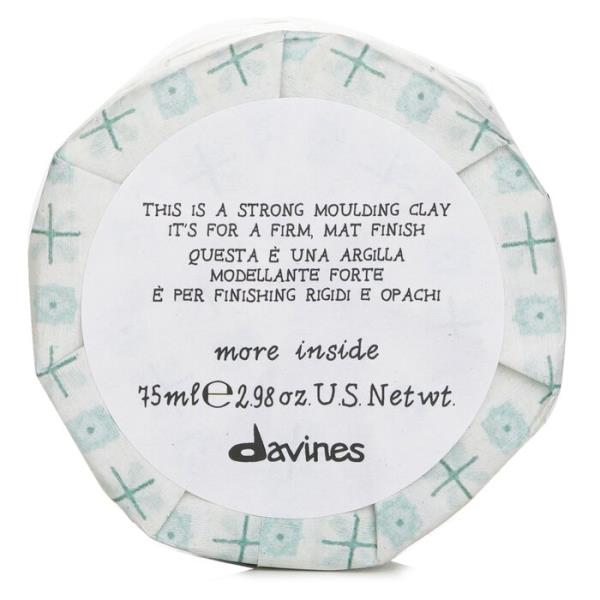 THIS IS A STRONG MOULDING CLAY
IT'S FOR A FIRM, MAT FINISH
QUESTA È UNA ARGILLA
MODELLANTE FORTE
È PER FINISHING RIGIDI E OPACHI
more inside
75ml℮2.98 oz. U.S. Net wt.
davines